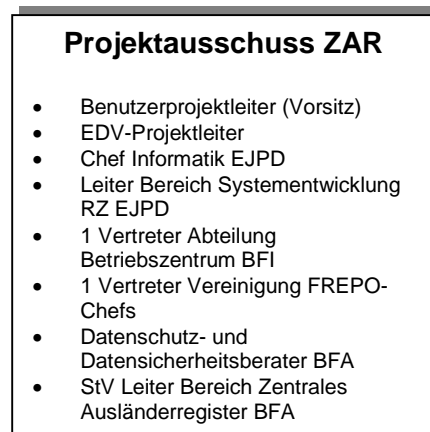 Projektausschuss ZAR
• Benutzerprojektleiter (Vorsitz)
• EDV-Projektleiter
• Chef Informatik EJPD
• Leiter Bereich Systementwicklung
RZ EJPD
• 1 Vertreter Abteilung
Betriebszentrum BFI
• 1 Vertreter Vereinigung FREPO-
Chefs
• Datenschutz- und
Datensicherheitsberater BFA
• StV Leiter Bereich Zentrales
Ausländerregister BFA